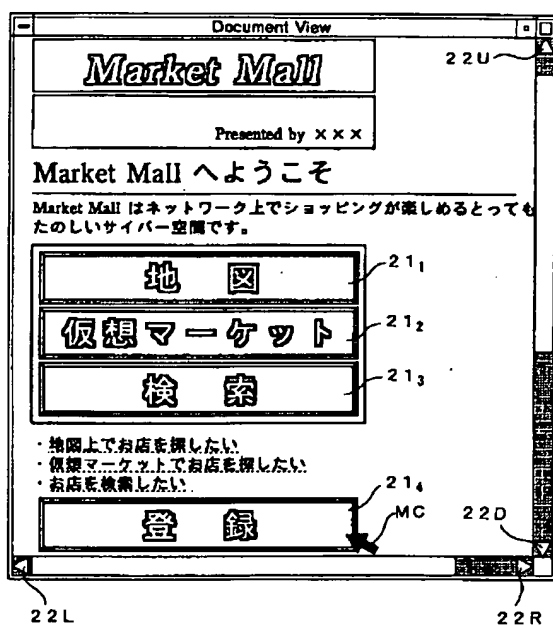 Document View
22U
Market Mall
Presented by ×××
Market Mall へようこそ
Market Mall はネットワーク上でショッピングが楽しめるとっても
たのしいサイバー空間です。
地 図
21₁
仮想マーケット
21₂
検 索
21₃
・地図上でお店を探したい
・仮想マーケットでお店を探したい
・お店を検索したい
21₄
登 録
MC
22D
22L
22R